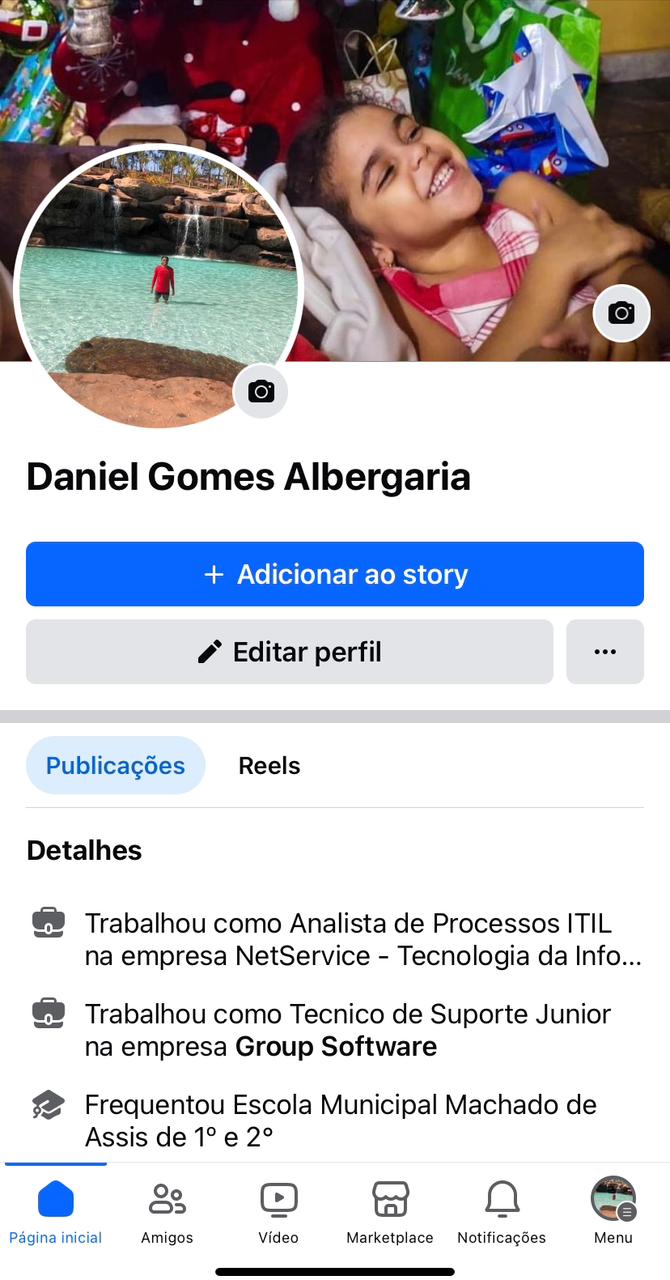 Daniel Gomes Albergaria
+ Adicionar ao story
Editar perfil
Publicações
Reels
Detalhes
Trabalhou como Analista de Processos ITIL
na empresa NetService - Tecnologia da Info...
Trabalhou como Tecnico de Suporte Junior
na empresa Group Software
Frequentou Escola Municipal Machado de
Assis de 1º e 2°
Página inicial
Amigos
Vídeo
Marketplace
Notificações
Menu